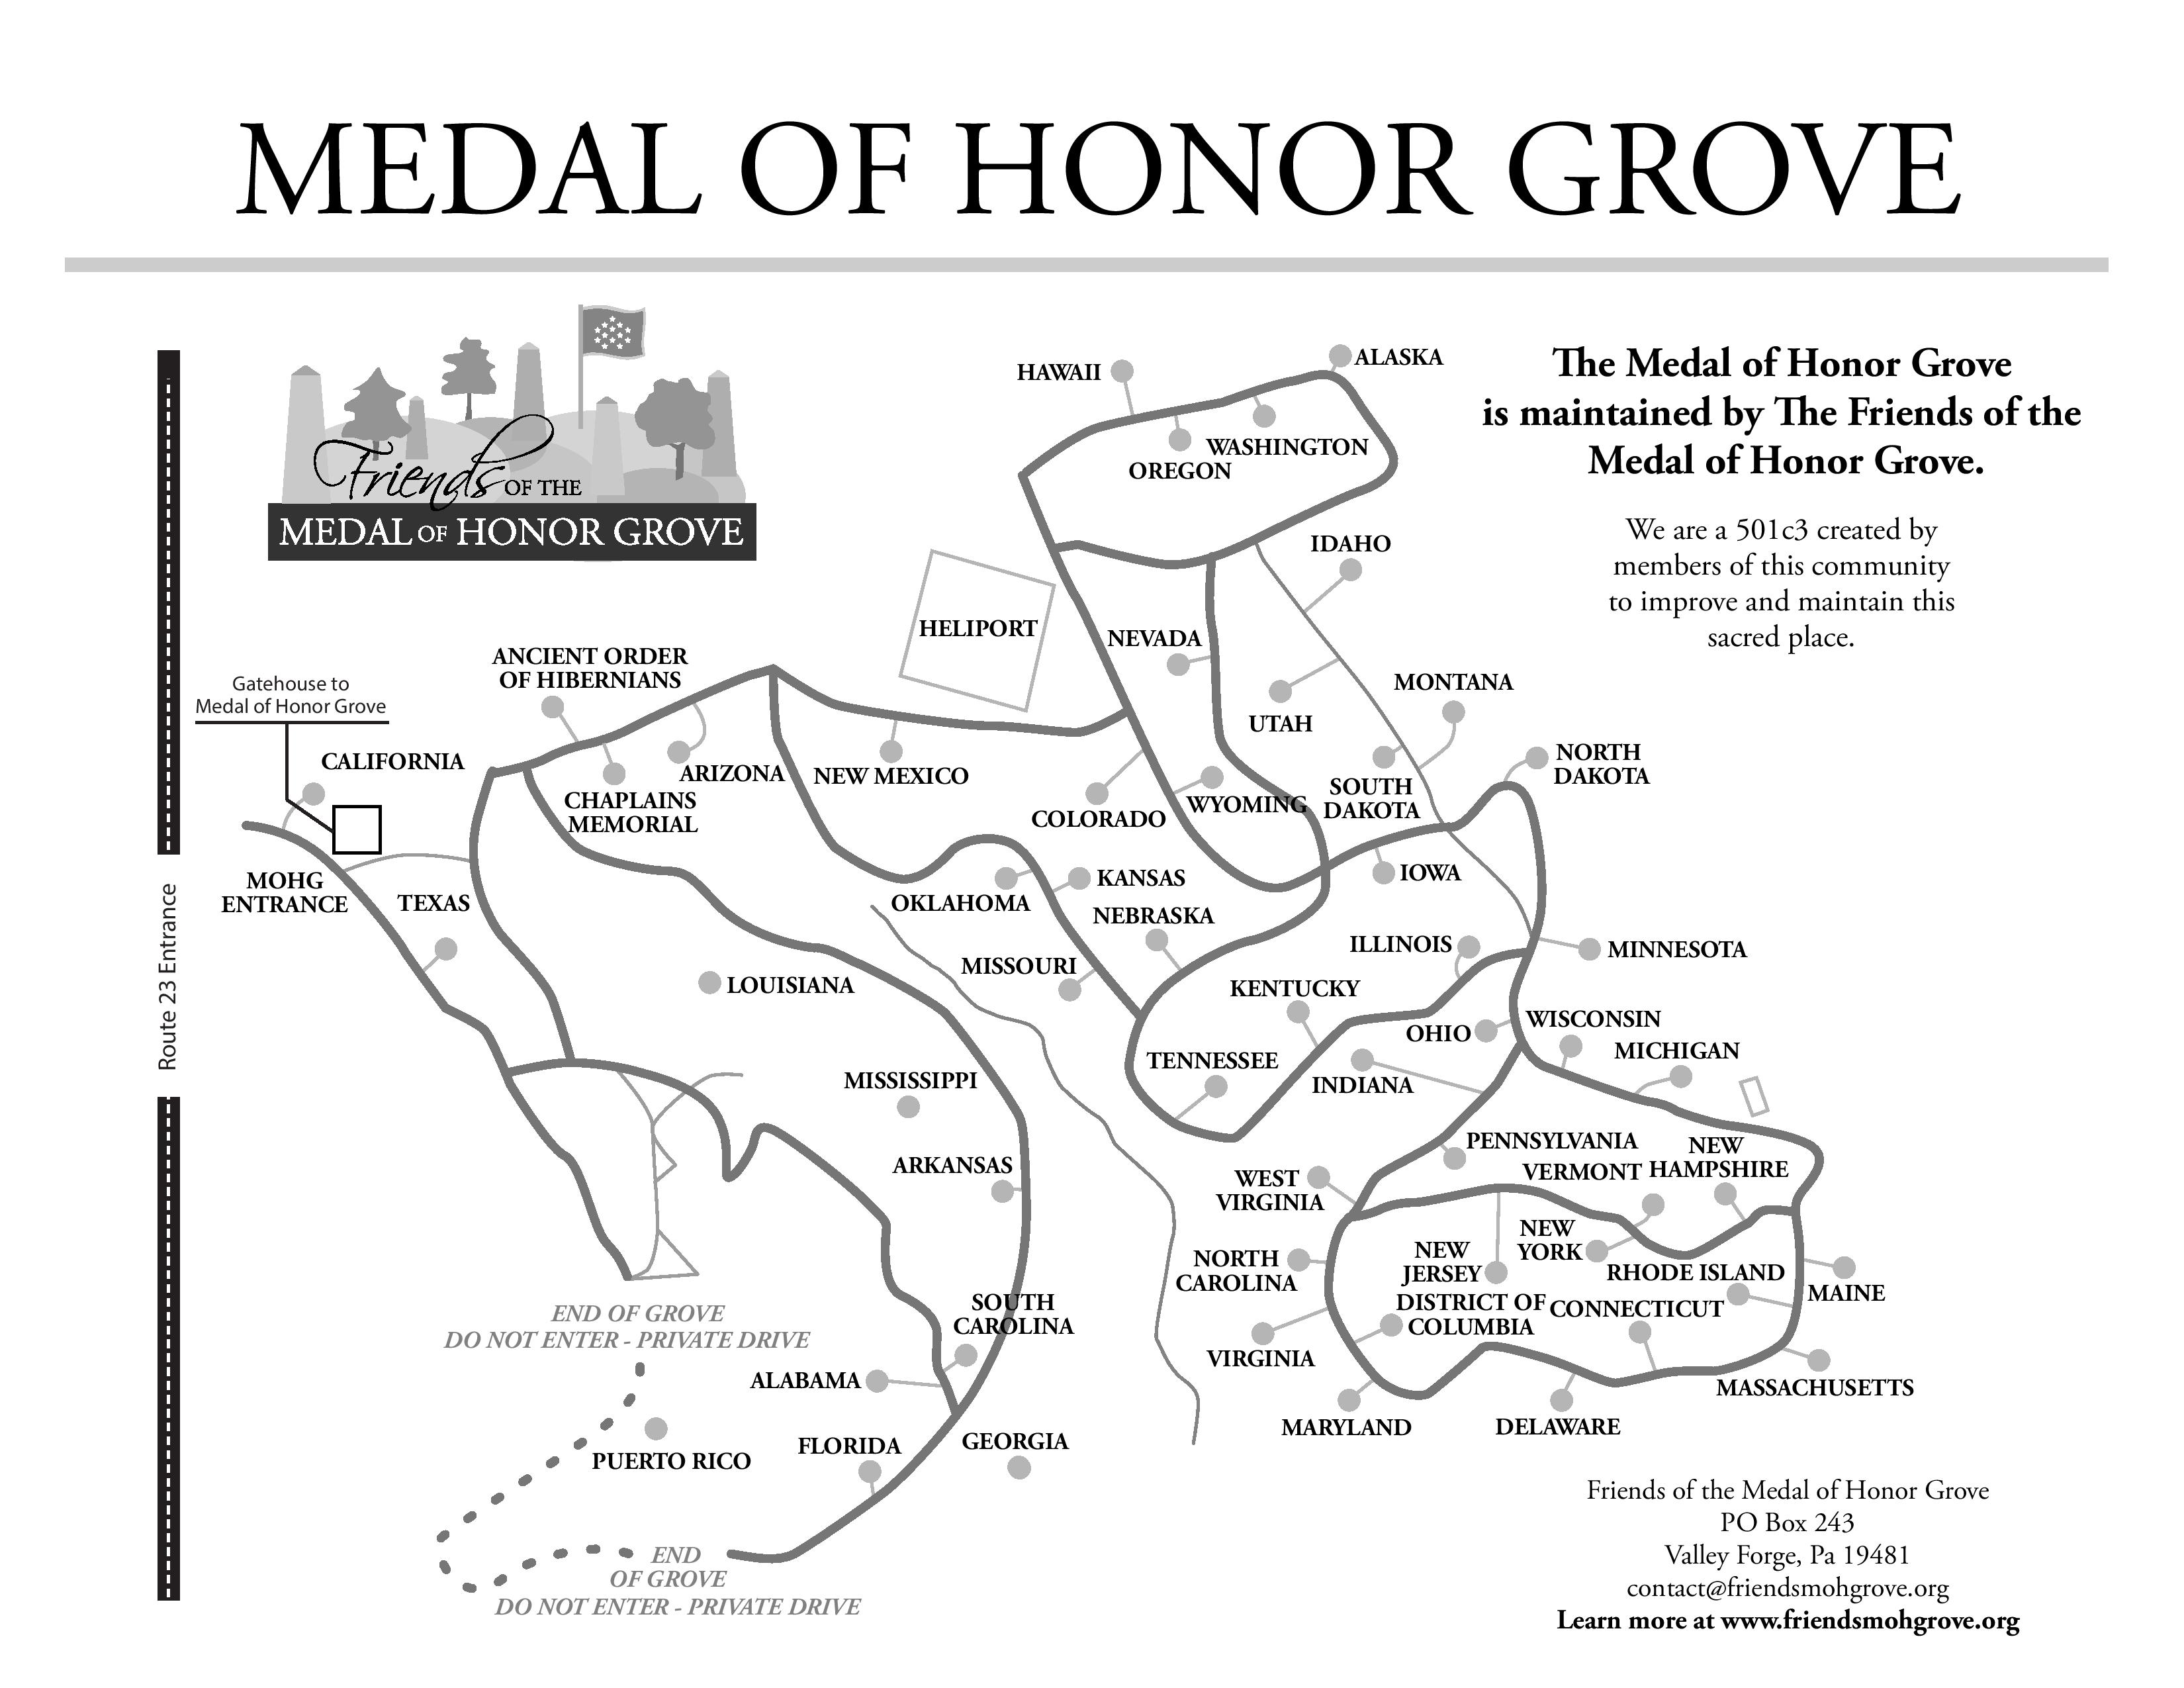 MEDAL OF HONOR GROVE
Friends OF THE
MEDAL OF HONOR GROVE
The Medal of Honor Grove
is maintained by The Friends of the
Medal of Honor Grove.
We are a 501c3 created by
members of this community
to improve and maintain this
sacred place.
Route 23 Entrance
Gatehouse to
Medal of Honor Grove
CALIFORNIA
MOHG
ENTRANCE
TEXAS
ANCIENT ORDER
OF HIBERNIANS
CHAPLAINS
MEMORIAL
ARIZONA
NEW MEXICO
HELIPORT
HAWAII
ALASKA
WASHINGTON
OREGON
IDAHO
NEVADA
UTAH
MONTANA
NORTH
DAKOTA
SOUTH
DAKOTA
COLORADO
WYOMING
IOWA
OKLAHOMA
KANSAS
NEBRASKA
MISSOURI
ILLINOIS
MINNESOTA
KENTUCKY
OHIO
WISCONSIN
MICHIGAN
TENNESSEE
INDIANA
LOUISIANA
MISSISSIPPI
ARKANSAS
PENNSYLVANIA
VERMONT
NEW
HAMPSHIRE
WEST
VIRGINIA
NORTH
CAROLINA
NEW
JERSEY
NEW
YORK
RHODE ISLAND
MAINE
DISTRICT OF
COLUMBIA
CONNECTICUT
VIRGINIA
MARYLAND
DELAWARE
MASSACHUSETTS
SOUTH
CAROLINA
ALABAMA
FLORIDA
GEORGIA
END OF GROVE
DO NOT ENTER - PRIVATE DRIVE
PUERTO RICO
END
OF GROVE
DO NOT ENTER - PRIVATE DRIVE
Friends of the Medal of Honor Grove
PO Box 243
Valley Forge, Pa 19481
contact@friendsmohgrove.org
Learn more at www.friendsmohgrove.org